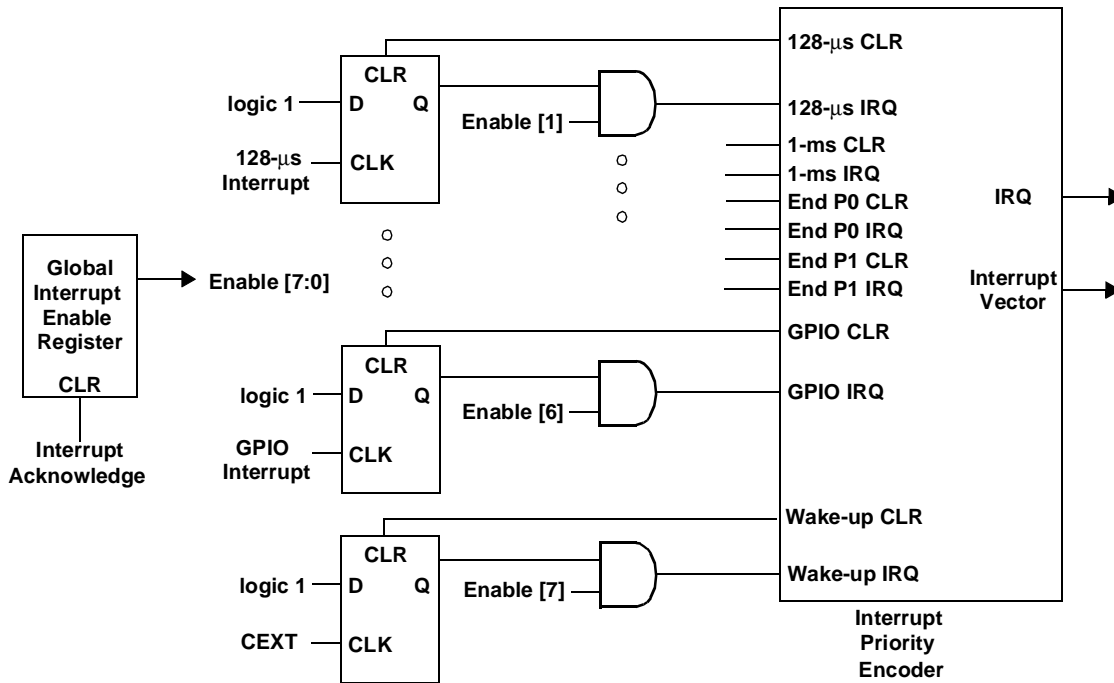 CLR
D Q
logic 1
128-μs
Interrupt
CLK
Enable [1]
128-μs CLR
128-μs IRQ
1-ms CLR
1-ms IRQ
End P0 CLR
End P0 IRQ
End P1 CLR
End P1 IRQ
GPIO CLR
GPIO IRQ
Wake-up CLR
Wake-up IRQ
IRQ
Interrupt
Vector
Interrupt
Priority
Encoder
Global
Interrupt
Enable
Register
CLR
Interrupt
Acknowledge
Enable [7:0]
CLR
D Q
logic 1
GPIO
Interrupt
CLK
Enable [6]
CLR
D Q
logic 1
CEXT
CLK
Enable [7]